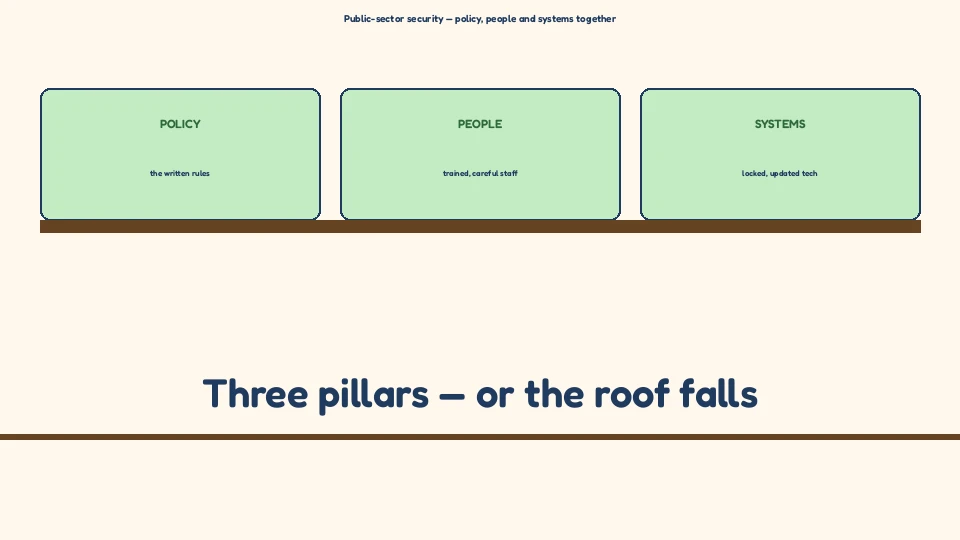 Public-sector security — policy, people and systems together
POLICY
the written rules
PEOPLE
trained, careful staff
SYSTEMS
locked, updated tech
Three pillars — or the roof falls